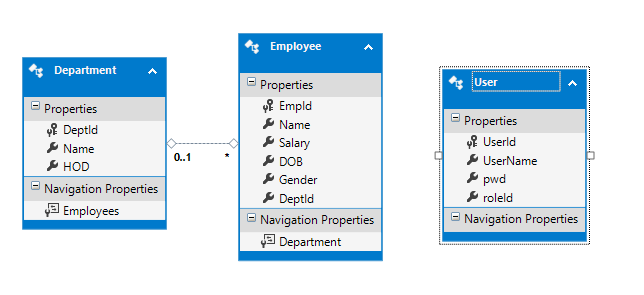 Department
Properties
DeptId
Name
HOD
Navigation Properties
Employees
0..1
*
Employee
Properties
EmpId
Name
Salary
DOB
Gender
DeptId
Navigation Properties
Department
User
Properties
UserId
UserName
pwd
roleId
Navigation Properties